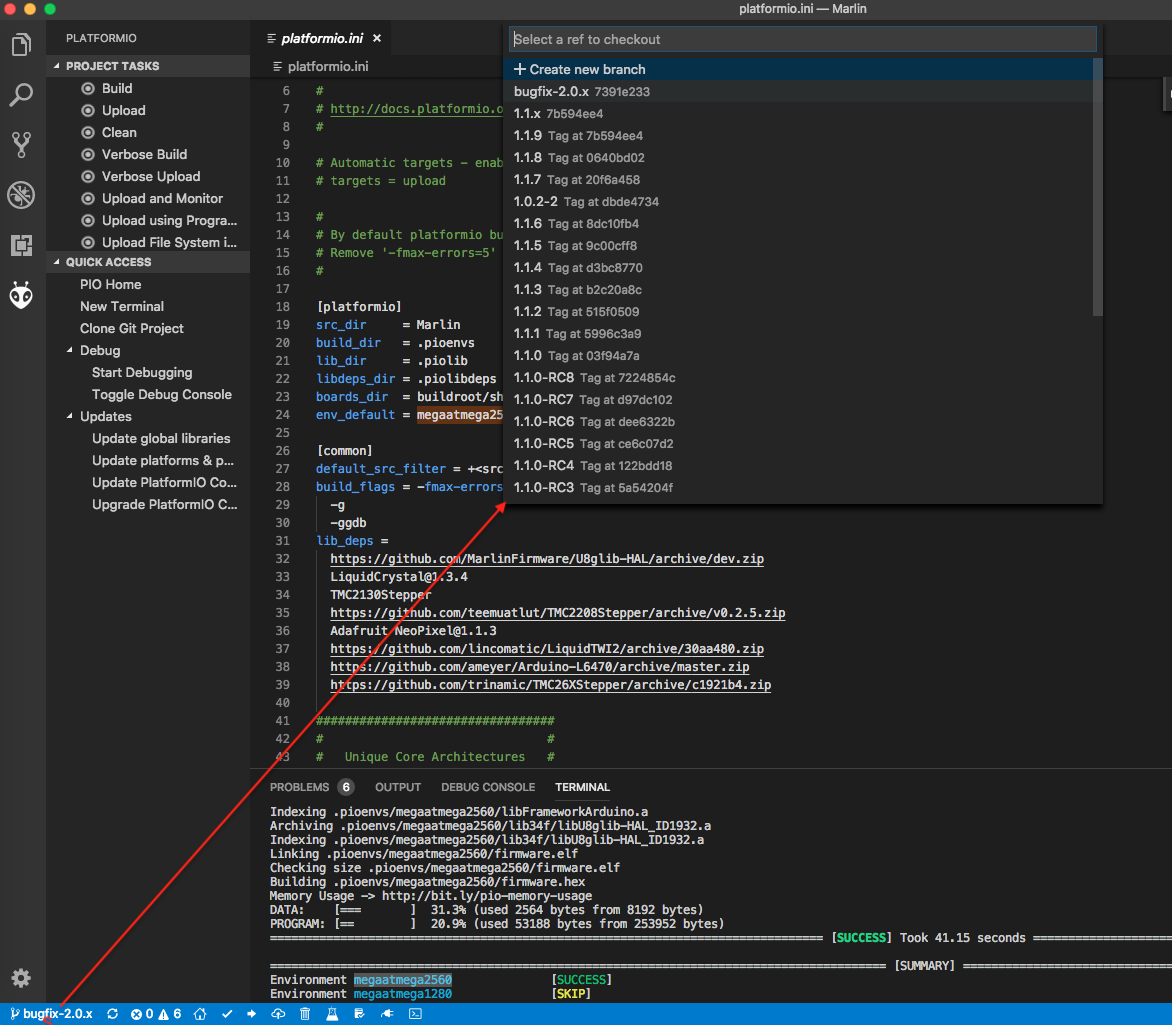 platformio.ini — Marlin
PLATFORMIO
PROJECT TASKS
Build
Upload
Clean
Verbose Build
Verbose Upload
Upload and Monitor
Upload using Progra...
Upload File System i...
QUICK ACCESS
PIO Home
New Terminal
Clone Git Project
Debug
Start Debugging
Toggle Debug Console
Updates
Update global libraries
Update platforms & p...
Update PlatformIO Co...
Upgrade PlatformIO C...
platformio.ini ×
platformio.ini
6 #
7 # http://docs.platformio.o
8 #
9
10 # Automatic targets - enab
11 # targets = upload
12
13 #
14 # By default platformio bu
15 # Remove '-fmax-errors=5'
16 #
17
18 [platformio]
19 src_dir = Marlin
20 build_dir = .pioenvs
21 lib_dir = .piolib
22 libdeps_dir = .piolibdeps
23 boards_dir = buildroot/sh
24 env_default = megaatmega25
25
26 [common]
27 default_src_filter = +<src
28 build_flags = -fmax-errors
29 -g
30 -ggdb
31 lib_deps =
32 https://github.com/MarlinFirmware/U8glib-HAL/archive/dev.zip
33 LiquidCrystal@1.3.4
34 TMC2130Stepper
35 https://github.com/teemuatlut/TMC2208Stepper/archive/v0.2.5.zip
36 Adafruit NeoPixel@1.1.3
37 https://github.com/lincomatic/LiquidTWI2/archive/30aa480.zip
38 https://github.com/ameyer/Arduino-L6470/archive/master.zip
39 https://github.com/trinamic/TMC26XStepper/archive/c1921b4.zip
40
41 #################################
42 # #
43 # Unique Core Architectures #
Select a ref to checkout
+ Create new branch
bugfix-2.0.x 7391e233
1.1.x 7b594ee4
1.1.9 Tag at 7b594ee4
1.1.8 Tag at 0640bd02
1.1.7 Tag at 20f6a458
1.0.2-2 Tag at dbde4734
1.1.6 Tag at 8dc10fb4
1.1.5 Tag at 9c00cff8
1.1.4 Tag at d3bc8770
1.1.3 Tag at b2c20a8c
1.1.2 Tag at 515f0509
1.1.1 Tag at 5996c3a9
1.1.0 Tag at 03f94a7a
1.1.0-RC8 Tag at 7224854c
1.1.0-RC7 Tag at d97dc102
1.1.0-RC6 Tag at dee6322b
1.1.0-RC5 Tag at ce6c07d2
1.1.0-RC4 Tag at 122bdd18
1.1.0-RC3 Tag at 5a54204f
PROBLEMS 6 OUTPUT DEBUG CONSOLE TERMINAL
Indexing .pioenvs/megaatmega2560/libFrameworkArduino.a
Archiving .pioenvs/megaatmega2560/lib34f/libU8glib-HAL_ID1932.a
Indexing .pioenvs/megaatmega2560/lib34f/libU8glib-HAL_ID1932.a
Linking .pioenvs/megaatmega2560/firmware.elf
Checking size .pioenvs/megaatmega2560/firmware.elf
Building .pioenvs/megaatmega2560/firmware.hex
Memory Usage -> http://bit.ly/pio-memory-usage
DATA: [=== ] 31.3% (used 2564 bytes from 8192 bytes)
PROGRAM: [== ] 20.9% (used 53188 bytes from 253952 bytes)
[SUCCESS] Took 41.15 seconds
[SUMMARY]
Environment megaatmega2560 [SUCCESS]
Environment megaatmega1280 [SKIP]
bugfix-2.0.x 0 6